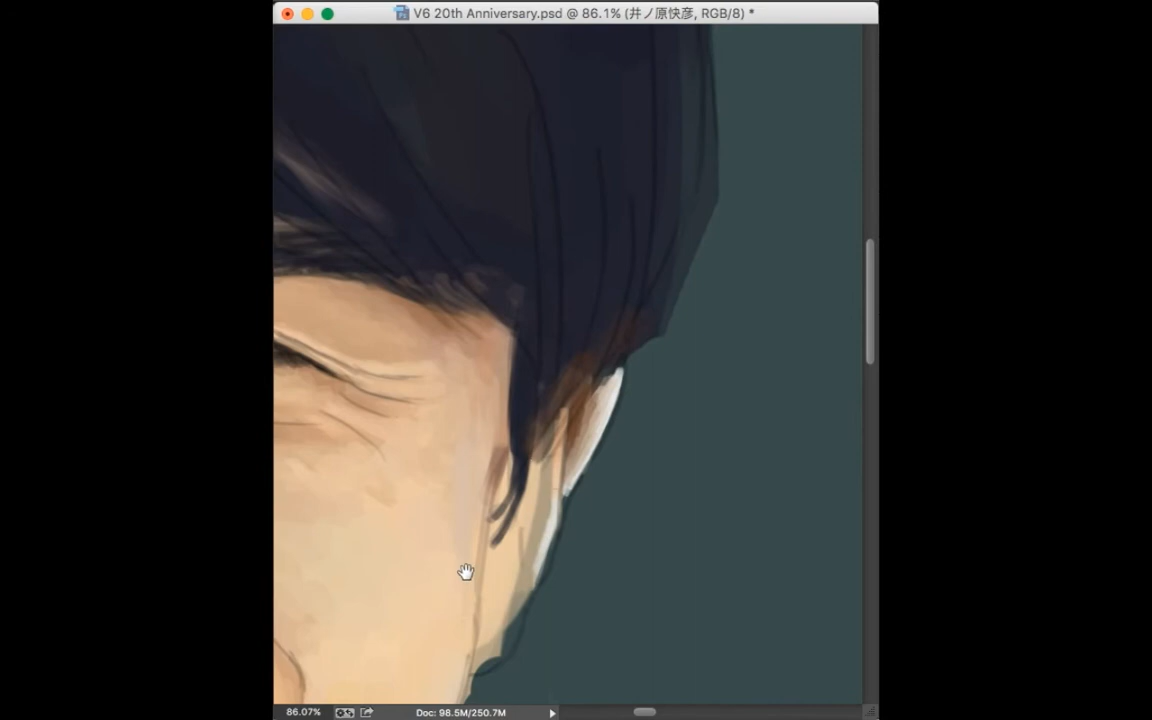 V6 20th Anniversary.psd @ 86.1% (井ノ原快彦, RGB/8) *
86.07% Doc: 98.5M/250.7M